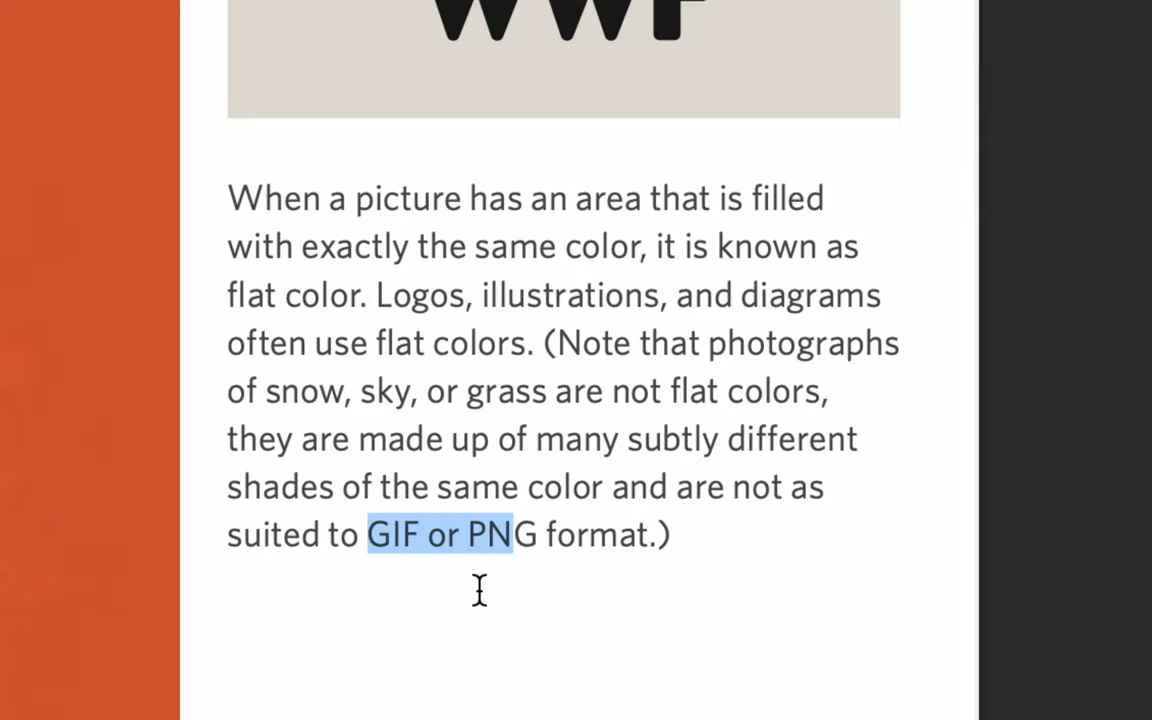 WWF
When a picture has an area that is filled
with exactly the same color, it is known as
flat color. Logos, illustrations, and diagrams
often use flat colors. (Note that photographs
of snow, sky, or grass are not flat colors,
they are made up of many subtly different
shades of the same color and are not as
suited to GIF or PNG format.)